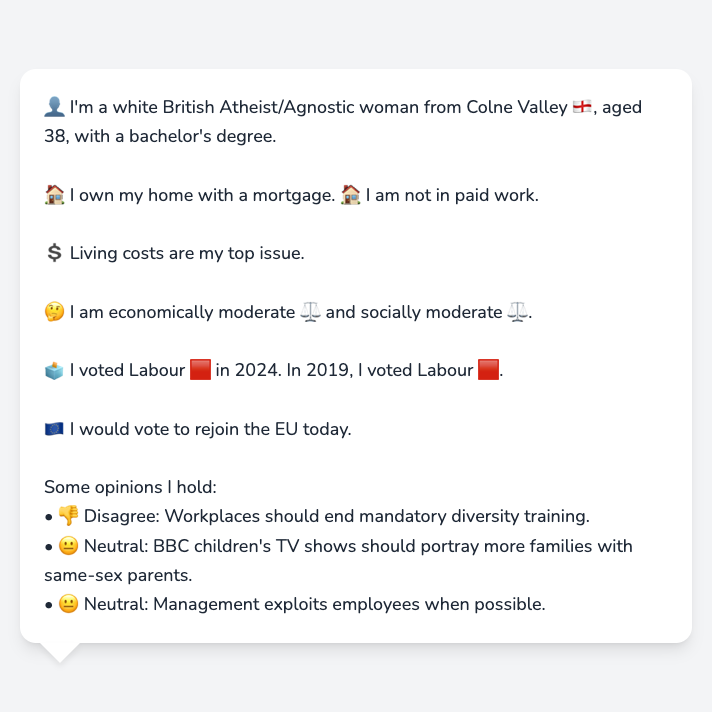 👤 I'm a white British Atheist/Agnostic woman from Colne Valley 🏴󠁧󠁢󠁥󠁮󠁧󠁿, aged
38, with a bachelor's degree.
🏠 I own my home with a mortgage. 🏠 I am not in paid work.
💲 Living costs are my top issue.
🤔 I am economically moderate ⚖️ and socially moderate ⚖️.
🗳️ I voted Labour 🟥 in 2024. In 2019, I voted Labour 🟥.
🇪🇺 I would vote to rejoin the EU today.
Some opinions I hold:
• 👎 Disagree: Workplaces should end mandatory diversity training.
• 😐 Neutral: BBC children's TV shows should portray more families with
same-sex parents.
• 😐 Neutral: Management exploits employees when possible.